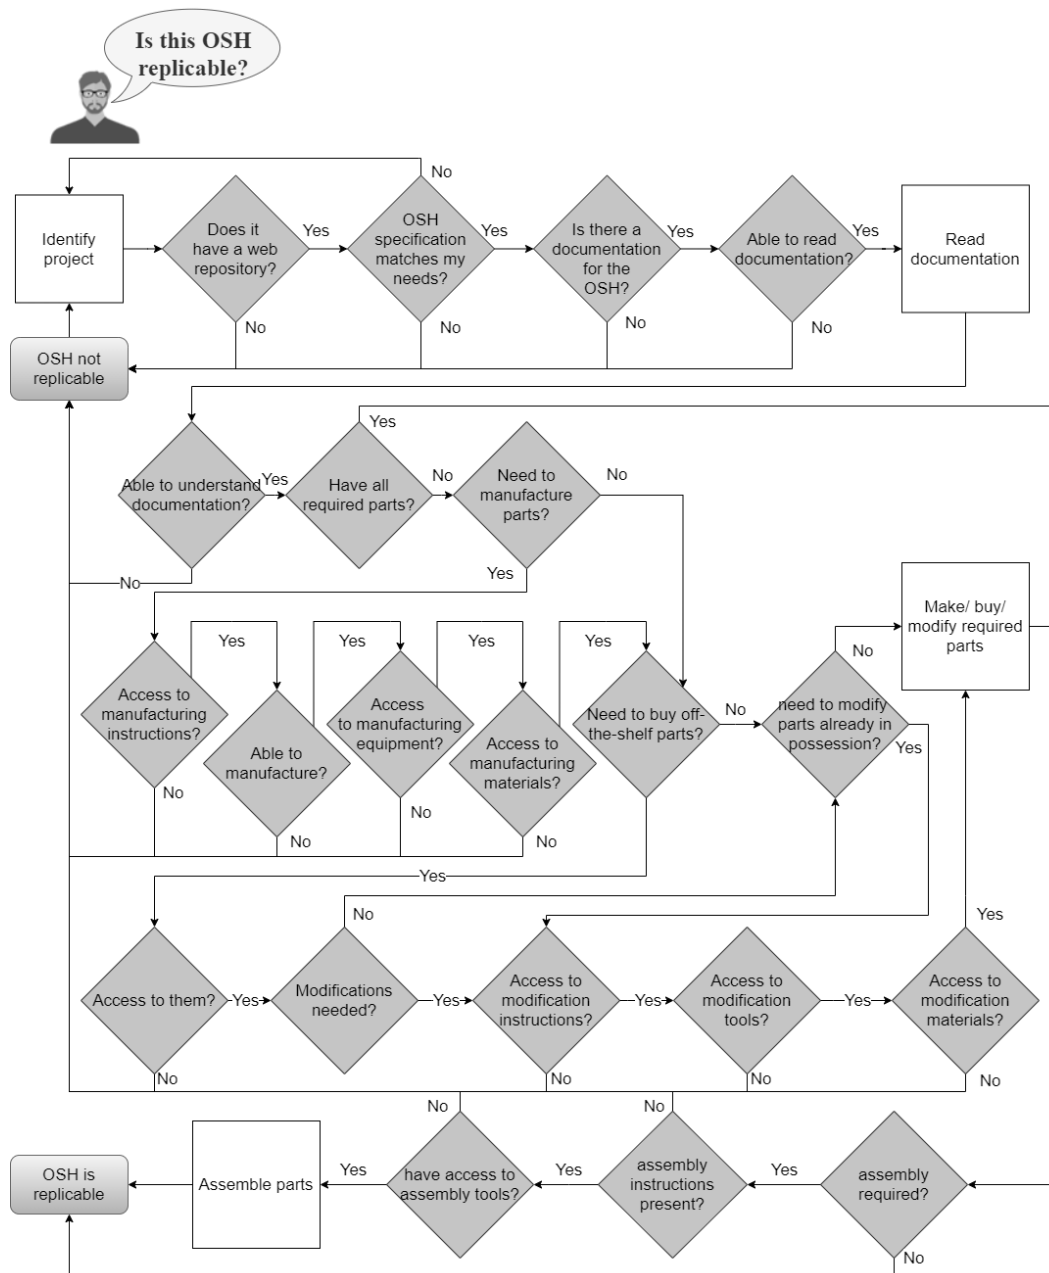 Is this OSH
replicable?
No
Identify
project
Does it
have a web
repository?
Yes
OSH
specification
matches my
needs?
Yes
Is there a
documentation
for the
OSH?
Yes
Able to read
documentation?
Yes
Read
documentation
No
No
No
No
OSH not
replicable
Yes
Able to understand
documentation?
Yes
Have all
required parts?
No
Need to
manufacture
parts?
No
No
Yes
Make/ buy/
modify required
parts
Yes
Yes
Yes
Yes
No
Access to
manufacturing
instructions?
Able to
manufacture?
Access
to manufacturing
equipment?
Access to
manufacturing
materials?
Need to buy off-
the-shelf parts?
No
need to modify
parts already in
possession?
Yes
No
No
No
No
Yes
No
Yes
Access to them?
Yes
Modifications
needed?
Yes
Access to
modification
instructions?
Yes
Access to
modification
tools?
Yes
Access to
modification
materials?
No
No
No
No
No
No
OSH is
replicable
Assemble parts
Yes
have access to
assembly tools?
Yes
assembly
instructions
present?
Yes
assembly
required?
No